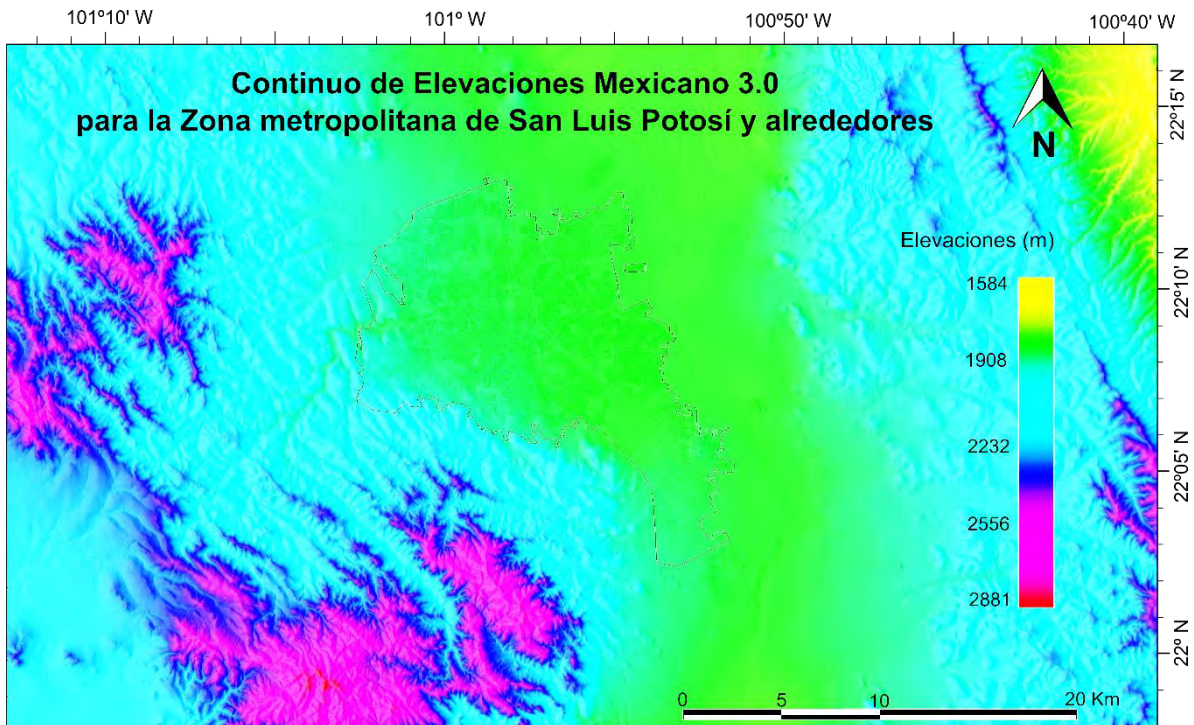 101º10' W
101º W
100º50' W
100º40' W
Continuo de Elevaciones Mexicano 3.0
para la Zona metropolitana de San Luis Potosí y alrededores
N
22º15' N
Elevaciones (m)
22º10' N
1584
1908
2232
22º05' N
2556
2881
22º N
0
5
10
20 Km